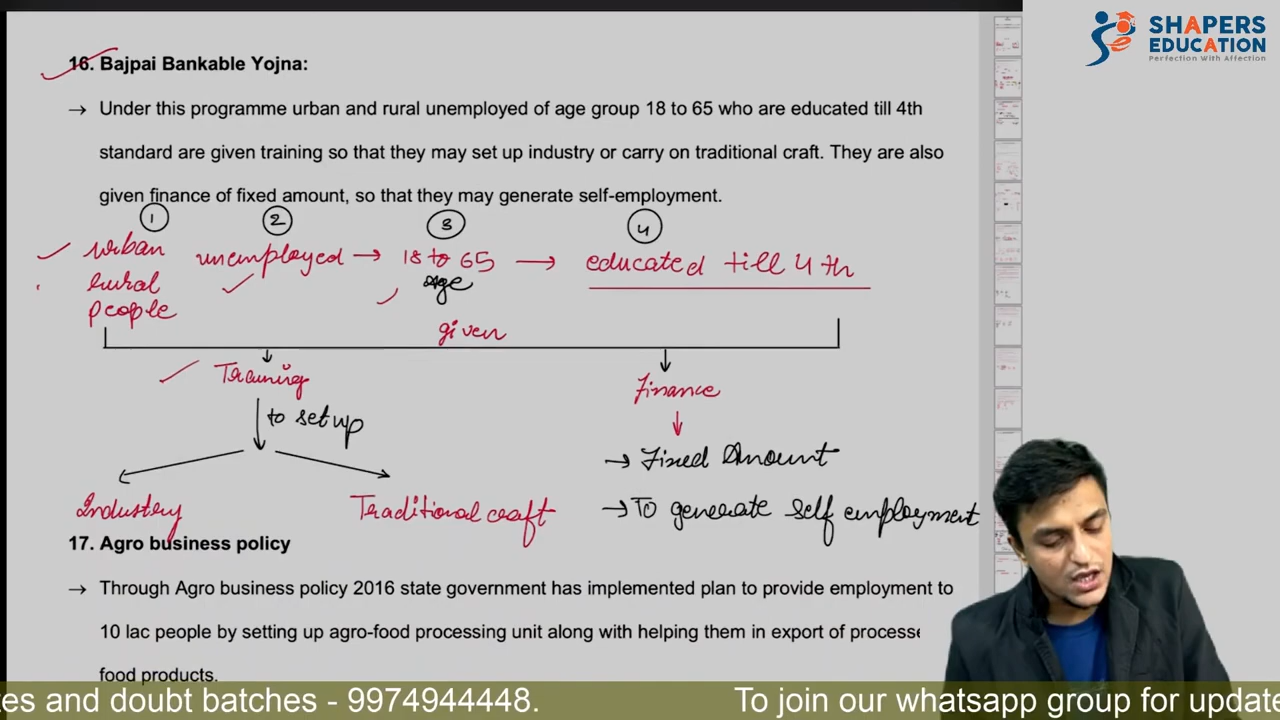 SHAPERS
EDUCATION
Perfection With Affection
16. Bajpai Bankable Yojna:
→ Under this programme urban and rural unemployed of age group 18 to 65 who are educated till 4th
standard are given training so that they may set up industry or carry on traditional craft. They are also
given finance of fixed amount, so that they may generate self-employment.
1 2 3 4
urban unemployed → 18 to 65 → educated till 4th
rural age
people
given
Training Finance
to set up
→ Fixed Amount
Industry Traditional craft → To generate self employment
17. Agro business policy
→ Through Agro business policy 2016 state government has implemented plan to provide employment to
10 lac people by setting up agro-food processing unit along with helping them in export of processe
food products.
tes and doubt batches - 9974944448. To join our whatsapp group for update